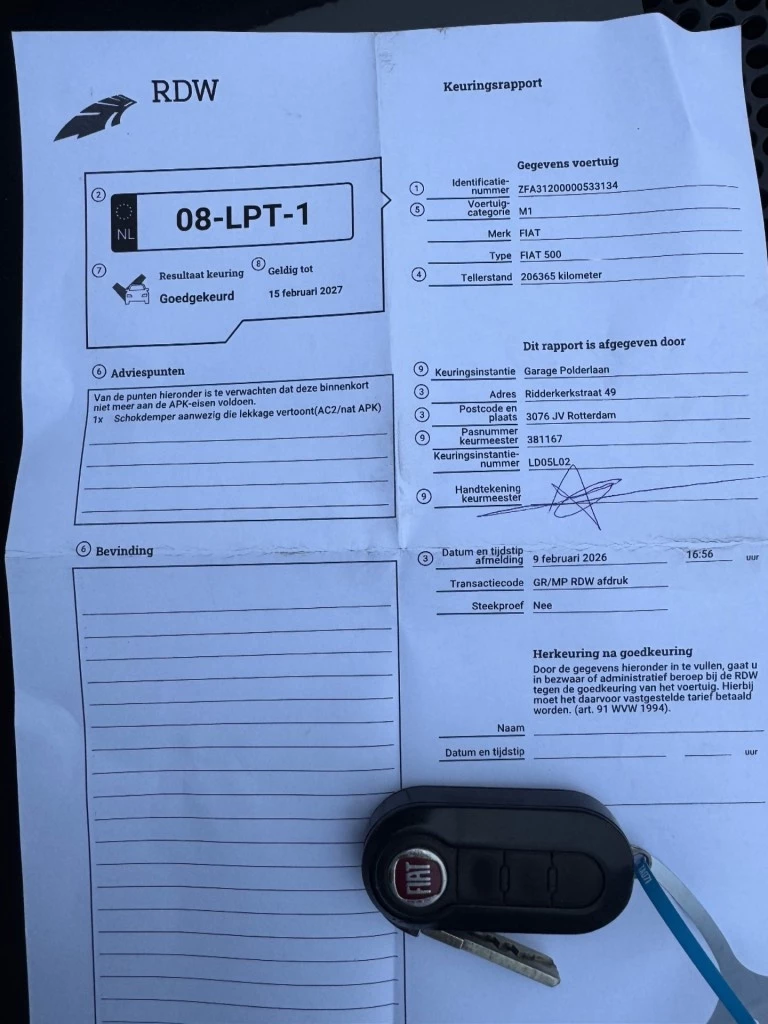 RDW
Keuringsrapport
2
NL
08-LPT-1
7
Resultaat keuring
Goedgekeurd
8
Geldig tot
15 februari 2027
Gegevens voertuig
1 Identificatie-
nummer ZFA31200000533134
5 Voertuig-
categorie M1
Merk FIAT
Type FIAT 500
4 Tellerstand 206365 kilometer
6 Adviespunten
Van de punten hieronder is te verwachten dat deze binnenkort
niet meer aan de APK-eisen voldoen.
1x Schokdemper aanwezig die lekkage vertoont(AC2/nat APK)
Dit rapport is afgegeven door
9 Keuringsinstantie Garage Polderlaan
3 Adres Ridderkerkstraat 49
3 Postcode en
plaats 3076 JV Rotterdam
9 Pasnummer
keurmeester 381167
Keuringsinstantie-
nummer LD05L02
9 Handtekening
keurmeester
6 Bevinding
3 Datum en tijdstip
afmelding 9 februari 2026 16:56 uur
Transactiecode GR/MP RDW afdruk
Steekproef Nee
Herkeuring na goedkeuring
Door de gegevens hieronder in te vullen, gaat u
in bezwaar of administratief beroep bij de RDW
tegen de goedkeuring van het voertuig. Hierbij
moet het daarvoor vastgestelde tarief betaald
worden. (art. 91 WVW 1994).
Naam
Datum en tijdstip uur
FIAT